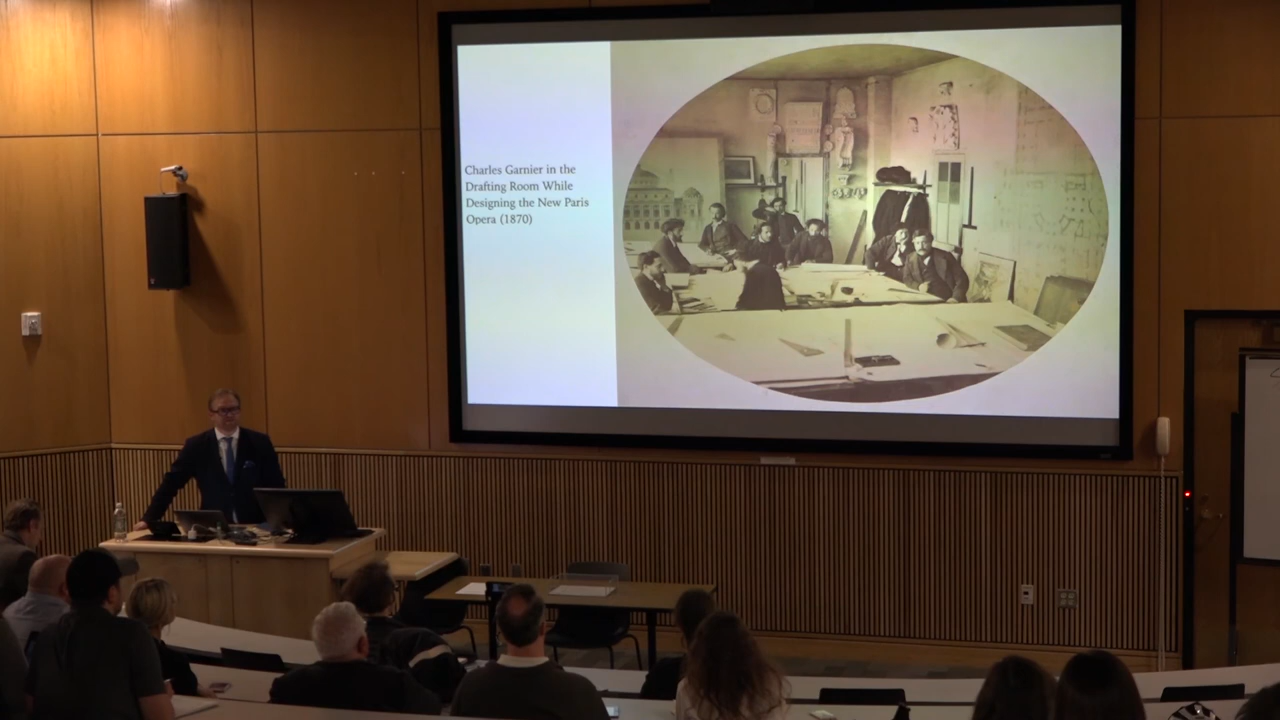 Charles Garnier in the
Drafting Room While
Designing the New Paris
Opera (1870)